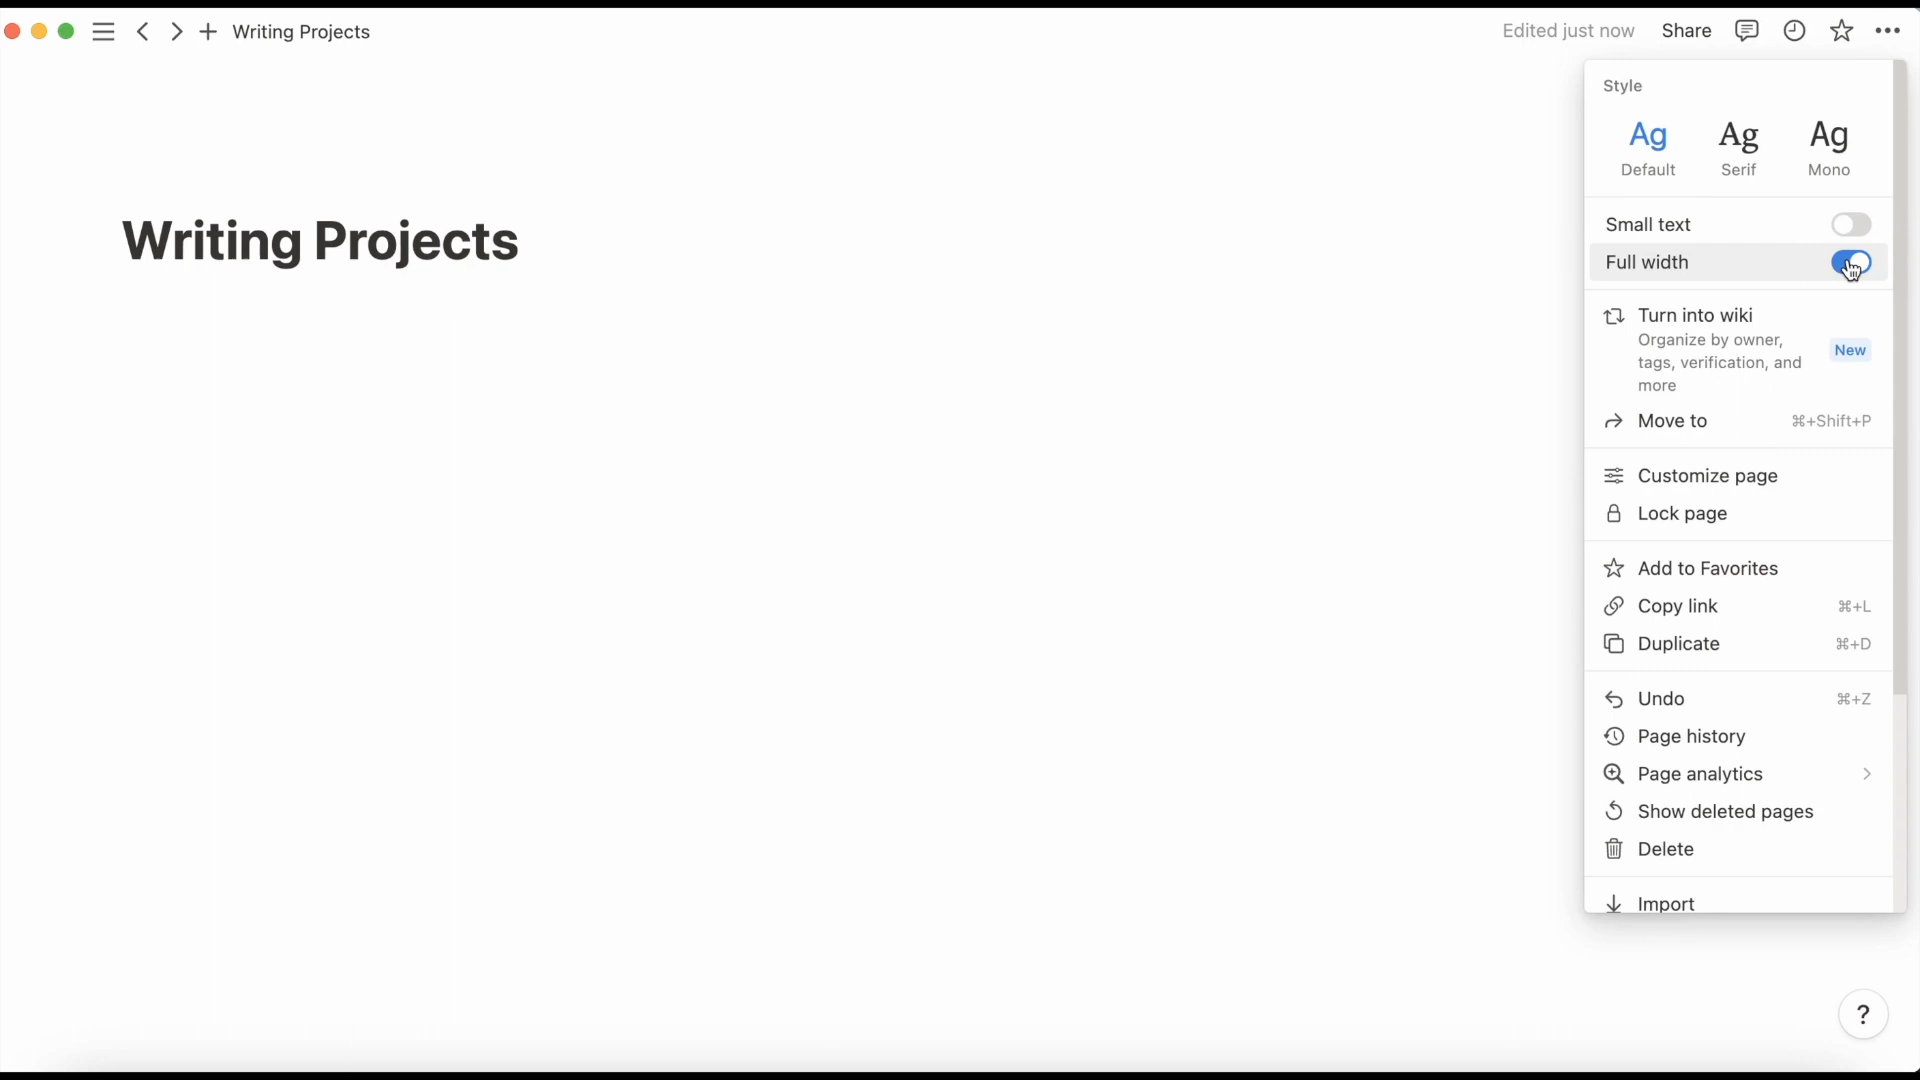 Writing Projects
Edited just now
Share
Style
Ag Ag Ag
Default Serif Mono
Small text
Full width
Turn into wiki
Organize by owner,
tags, verification, and
more
New
Move to ⌘+Shift+P
Customize page
Lock page
Add to Favorites
Copy link ⌘+L
Duplicate ⌘+D
Undo ⌘+Z
Page history
Page analytics
Show deleted pages
Delete
Import
Writing Projects
?